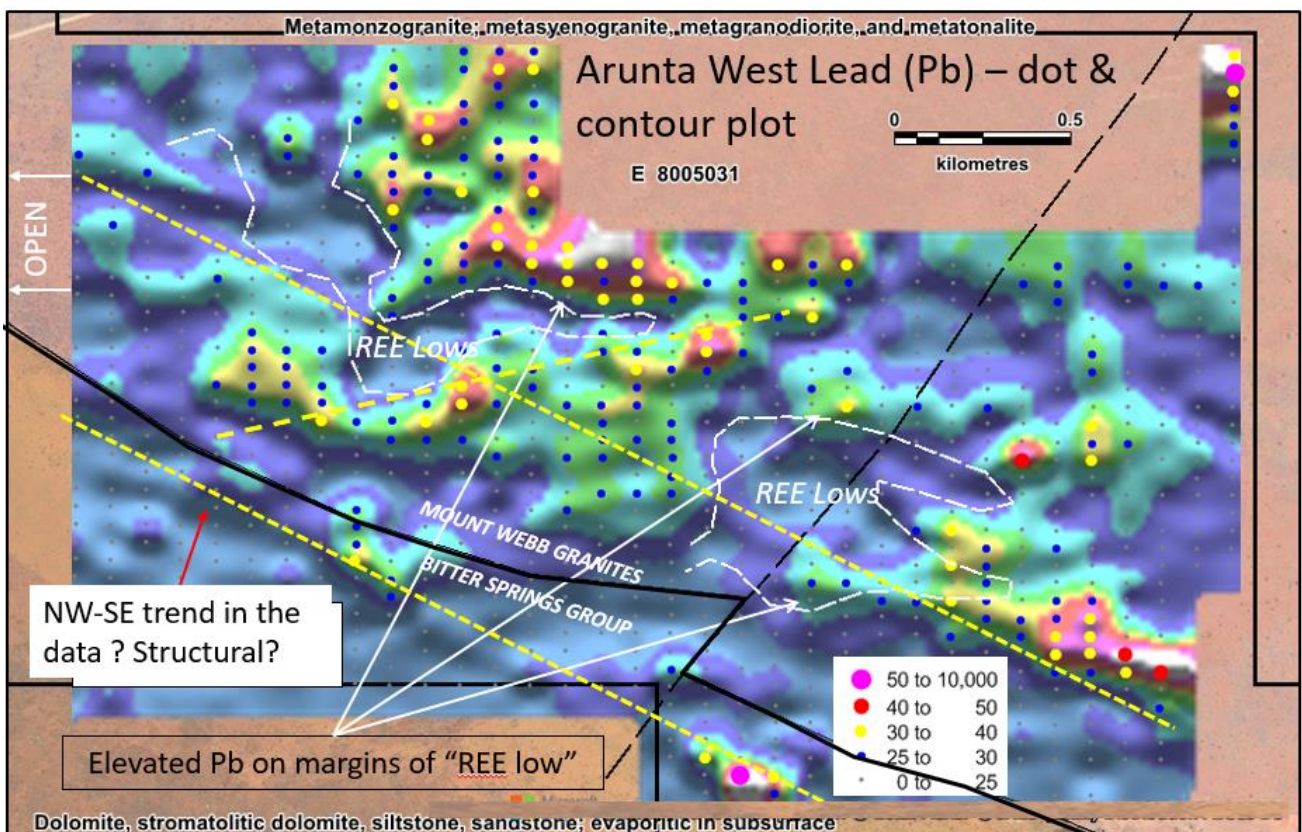 Metamonzogranite; metasyenogranite, metagranodiorite, and metatonalite
Arunta West Lead (Pb) – dot &
contour plot
0 0.5
kilometres
E 8005031
OPEN
REE Lows
REE Lows
MOUNT WEBB GRANITES
BITTER SPRINGS GROUP
NW-SE trend in the
data ? Structural?
50 to 10,000
40 to 50
30 to 40
25 to 30
0 to 25
Elevated Pb on margins of “REE low”
Dolomite, stromatolitic dolomite, siltstone, sandstone; evaporitic in subsurface